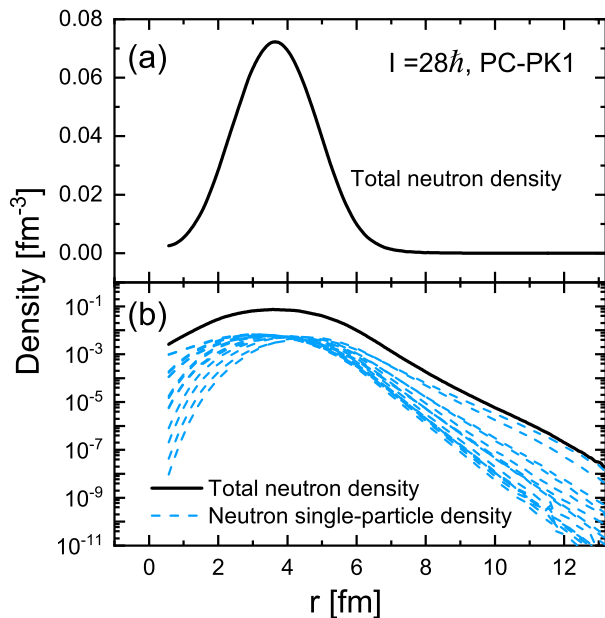 (a)
I =28ℏ, PC-PK1
Total neutron density
0.08
0.06
0.04
0.02
0.00
Density [fm⁻³]
(b)
10⁻¹
10⁻³
10⁻⁵
10⁻⁷
10⁻⁹
10⁻¹¹
Total neutron density
Neutron single-particle density
0 2 4 6 8 10 12
r [fm]